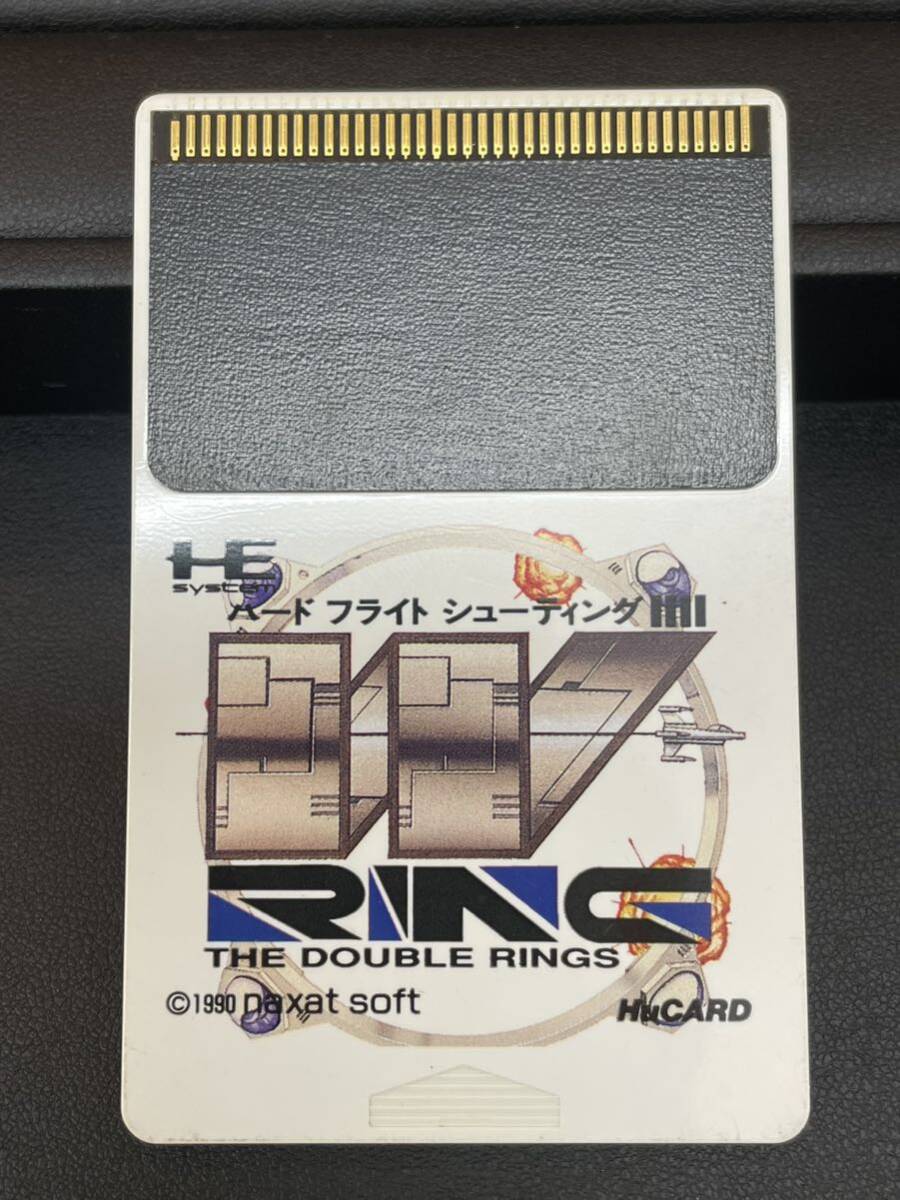 HE
system
ハード フライト シューティング !!!!
W
RING
THE DOUBLE RINGS
©1990 naxat soft
HuCARD